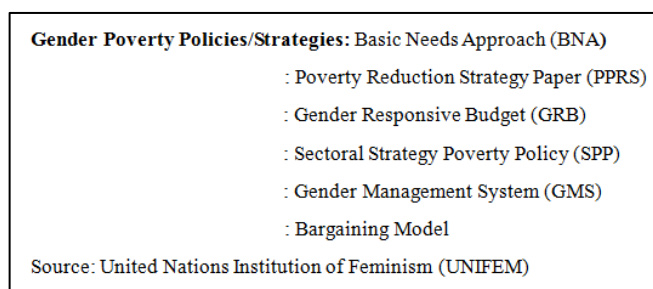 Gender Poverty Policies/Strategies: Basic Needs Approach (BNA)
: Poverty Reduction Strategy Paper (PPRS)
: Gender Responsive Budget (GRB)
: Sectoral Strategy Poverty Policy (SPP)
: Gender Management System (GMS)
: Bargaining Model
Source: United Nations Institution of Feminism (UNIFEM)